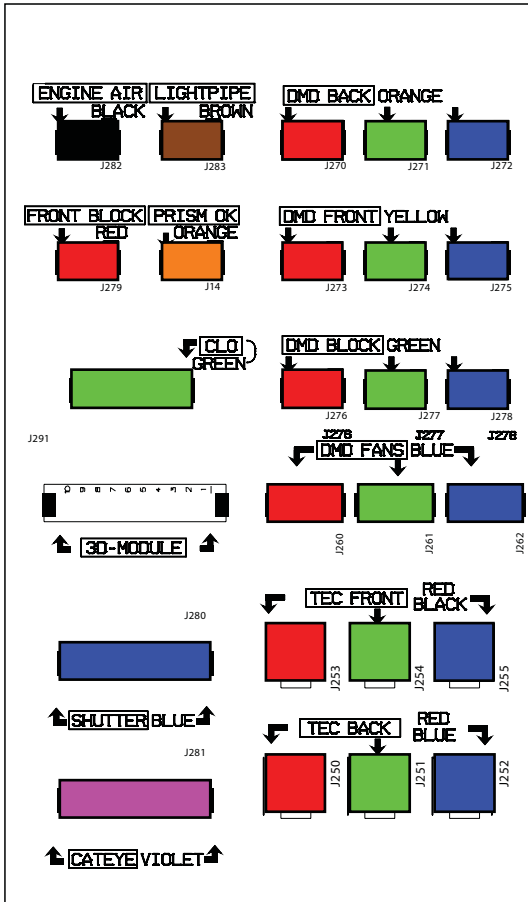 ENGINE AIR LIGHTPIPE
BLACK BROWN
J282 J283
DMD BACK ORANGE
J270 J271 J272
FRONT BLOCK PRISM OK
RED ORANGE
J279 J14
DMD FRONT YELLOW
J273 J274 J275
CLO
GREEN
J291
DMD BLOCK GREEN
J276 J277 J278
J276 J277 J278
DMD FANS BLUE
J260 J261 J262
10 9 8 7 6 5 4 3 2 1
3D-MODULE
TEC FRONT RED
BLACK
J253 J254 J255
J280
SHUTTER BLUE
TEC BACK RED
BLUE
J250 J251 J252
J281
CATEYE VIOLET